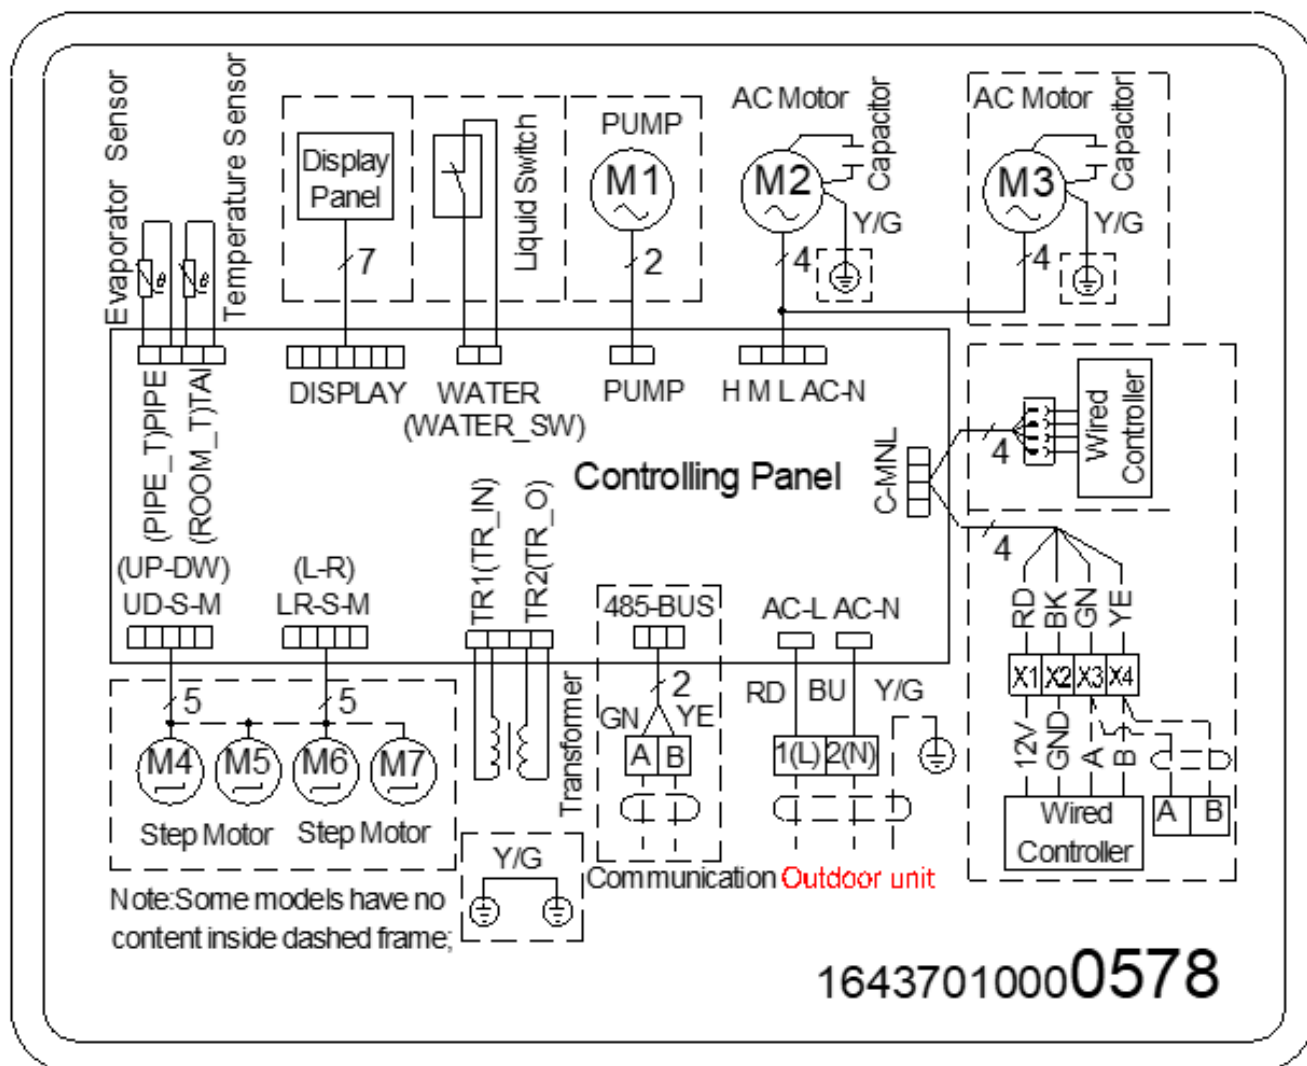 Evaporator Sensor
Temperature Sensor
Display
Panel
7
Liquid Switch
PUMP
M1
2
AC Motor
Capacitor
M2
Y/G
4
AC Motor
Capacitor
M3
Y/G
4
(PIPE_T)PIPE
(ROOM_T)TAI
DISPLAY
WATER
(WATER_SW)
PUMP
H M L AC-N
Controlling Panel
C-MNL
4
Wired
Controller
4
RD
BK
GN
YE
X1 X2 X3 X4
12V
GND
A
B
Wired
Controller
A B
(UP-DW)
UD-S-M
(L-R)
LR-S-M
TR1(TR_IN)
TR2(TR_O)
485-BUS
AC-L AC-N
5
5
M4 M5 M6 M7
Step Motor Step Motor
Transformer
2
GN YE
A B
RD BU Y/G
1(L) 2(N)
Y/G
Communication Outdoor unit
Note:Some models have no
content inside dashed frame;
16437010000578